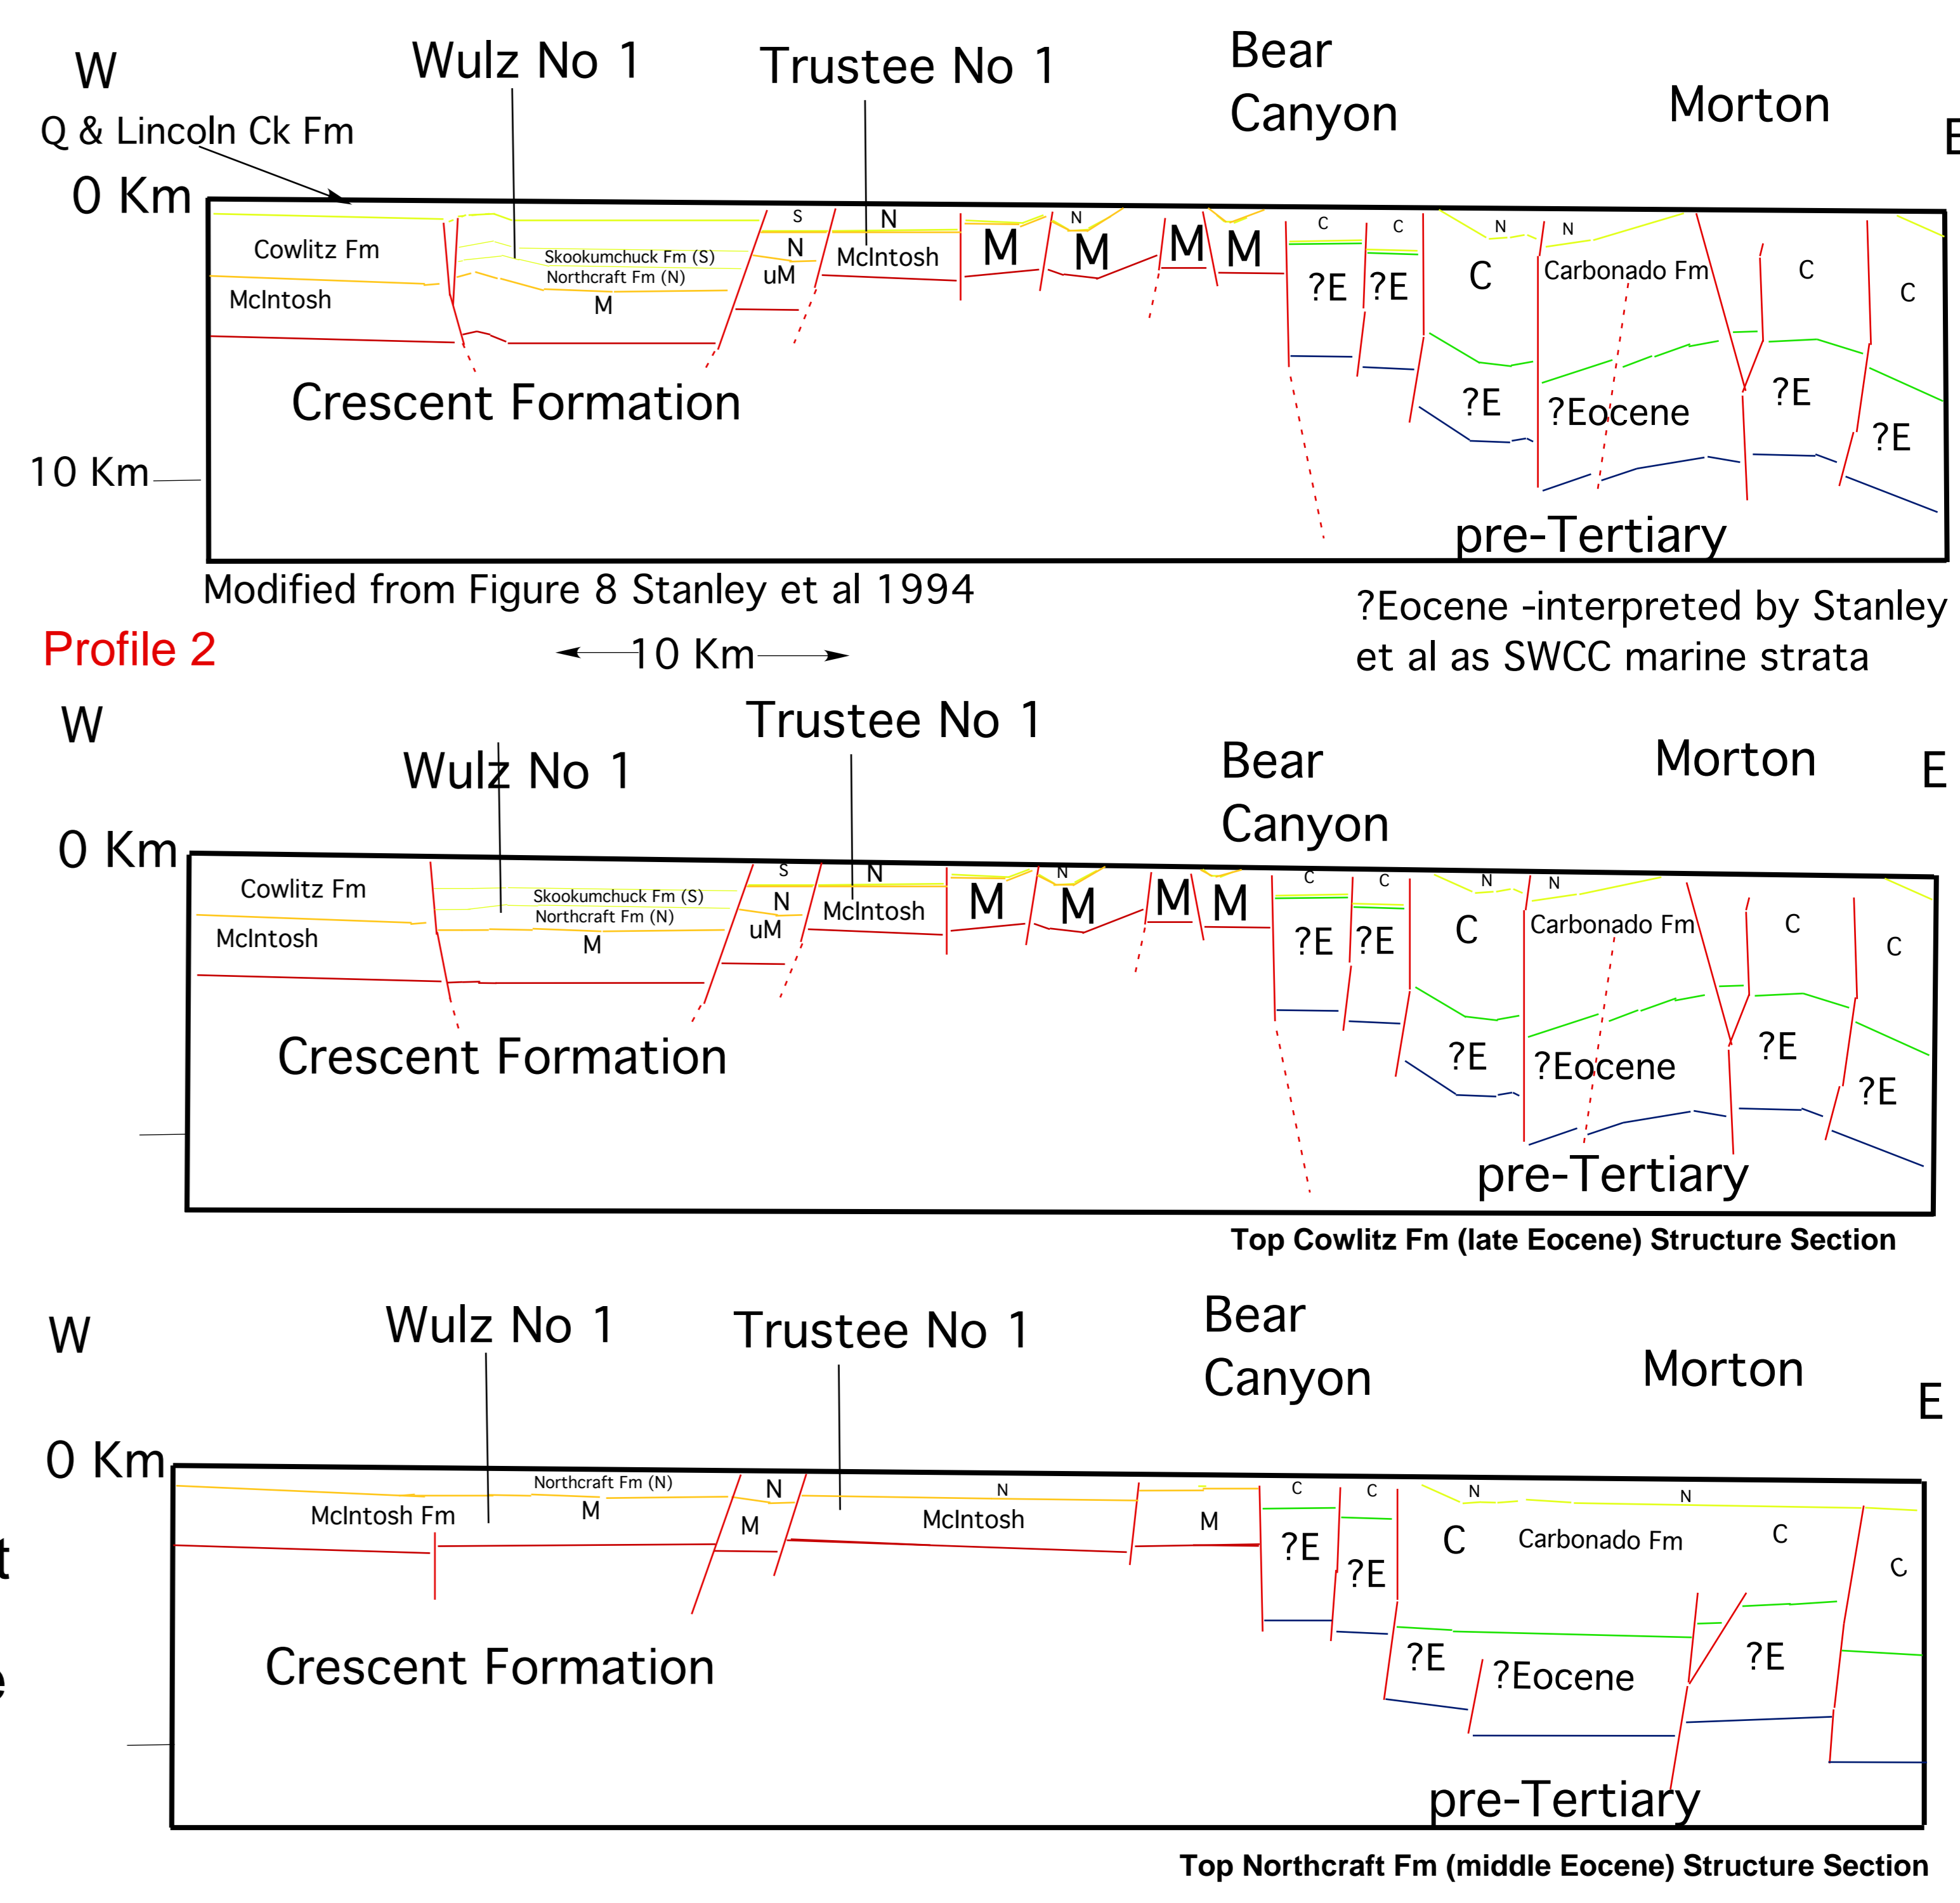 W
Wulz No 1
Trustee No 1
Bear
Canyon
Morton
E
Q & Lincoln Ck Fm
0 Km
Cowlitz Fm
McIntosh
Skookumchuck Fm (S)
Northcraft Fm (N)
M
S
N
uM
N
McIntosh
M
N
M
M
M
C
?E
C
?E
N
C
N
Carbonado Fm
C
C
?E
?Eocene
?E
?E
Crescent Formation
10 Km
pre-Tertiary
Modified from Figure 8 Stanley et al 1994
?Eocene -interpreted by Stanley
et al as SWCC marine strata
Profile 2
10 Km
W
Wulz No 1
Trustee No 1
Bear
Canyon
Morton
E
0 Km
Cowlitz Fm
McIntosh
Skookumchuck Fm (S)
Northcraft Fm (N)
M
S
N
uM
N
McIntosh
M
N
M
M
M
C
?E
C
?E
N
C
N
Carbonado Fm
C
C
?E
?Eocene
?E
?E
Crescent Formation
pre-Tertiary
Top Cowlitz Fm (late Eocene) Structure Section
W
Wulz No 1
Trustee No 1
Bear
Canyon
Morton
E
0 Km
Northcraft Fm (N)
McIntosh Fm
M
N
M
N
McIntosh
M
C
?E
C
?E
N
C
N
Carbonado Fm
C
C
t
?E
?Eocene
?E
e
Crescent Formation
pre-Tertiary
Top Northcraft Fm (middle Eocene) Structure Section